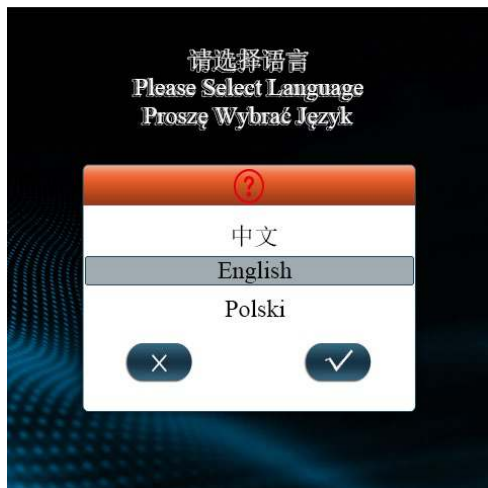 请选择语言
Please Select Language
Proszę Wybrać Język
?
中文
English
Polski